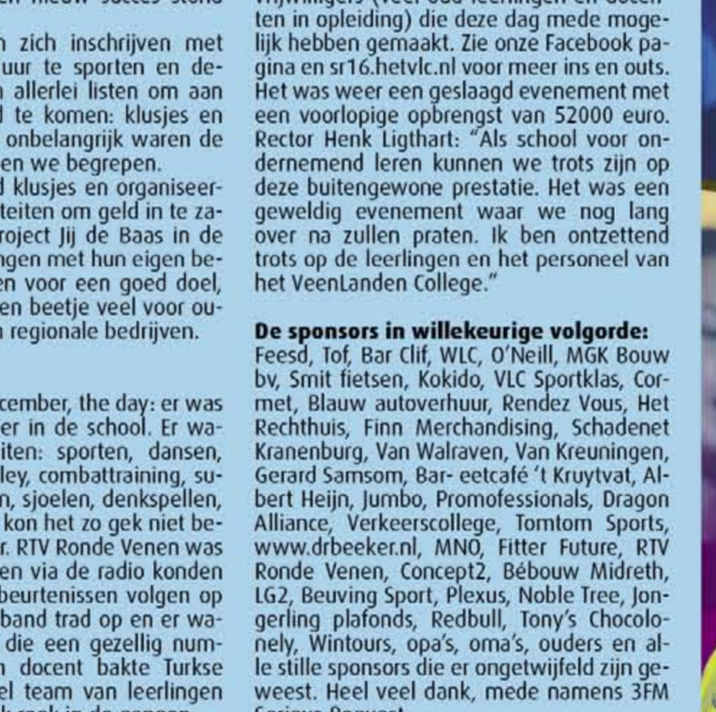 n zich inschrijven met
uur te sporten en de-
n allerlei listen om aan
d te komen: klusjes en
onbelangrijk waren de
en we begrepen.
d klusjes en organiseer-
teiten om geld in te za-
roject Jij de Baas in de
ngen met hun eigen be-
en voor een goed doel,
en beetje veel voor ou-
n regionale bedrijven.
cember, the day: er was
er in de school. Er wa-
iten: sporten, dansen,
ley, combattraining, su-
n, sjoelen, denkspellen,
kon het zo gek niet be-
r. RTV Ronde Venen was
en via de radio konden
beurtenissen volgen op
band trad op en er wa-
die een gezellig num-
n docent bakte Turkse
el team van leerlingen
ten in opleiding) die deze dag mede moge-
lijk hebben gemaakt. Zie onze Facebook pa-
gina en sr16.hetvlc.nl voor meer ins en outs.
Het was weer een geslaagd evenement met
een voorlopige opbrengst van 52000 euro.
Rector Henk Ligthart: “Als school voor on-
dernemend leren kunnen we trots zijn op
deze buitengewone prestatie. Het was een
geweldig evenement waar we nog lang
over na zullen praten. Ik ben ontzettend
trots op de leerlingen en het personeel van
het VeenLanden College.”
De sponsors in willekeurige volgorde:
Feesd, Tof, Bar Clif, WLC, O’Neill, MGK Bouw
bv, Smit fietsen, Kokido, VLC Sportklas, Cor-
met, Blauw autoverhuur, Rendez Vous, Het
Rechthuis, Finn Merchandising, Schadenet
Kranenburg, Van Walraven, Van Kreuningen,
Gerard Samsom, Bar- eetcafé ‘t Kruytvat, Al-
bert Heijn, Jumbo, Promofessionals, Dragon
Alliance, Verkeerscollege, Tomtom Sports,
www.drbeeker.nl, MNO, Fitter Future, RTV
Ronde Venen, Concept2, Bébouw Midreth,
LG2, Beuving Sport, Plexus, Noble Tree, Jon-
gerling plafonds, Redbull, Tony’s Chocolo-
nely, Wintours, opa’s, oma’s, ouders en al-
le stille sponsors die er ongetwijfeld zijn ge-
weest. Heel veel dank, mede namens 3FM